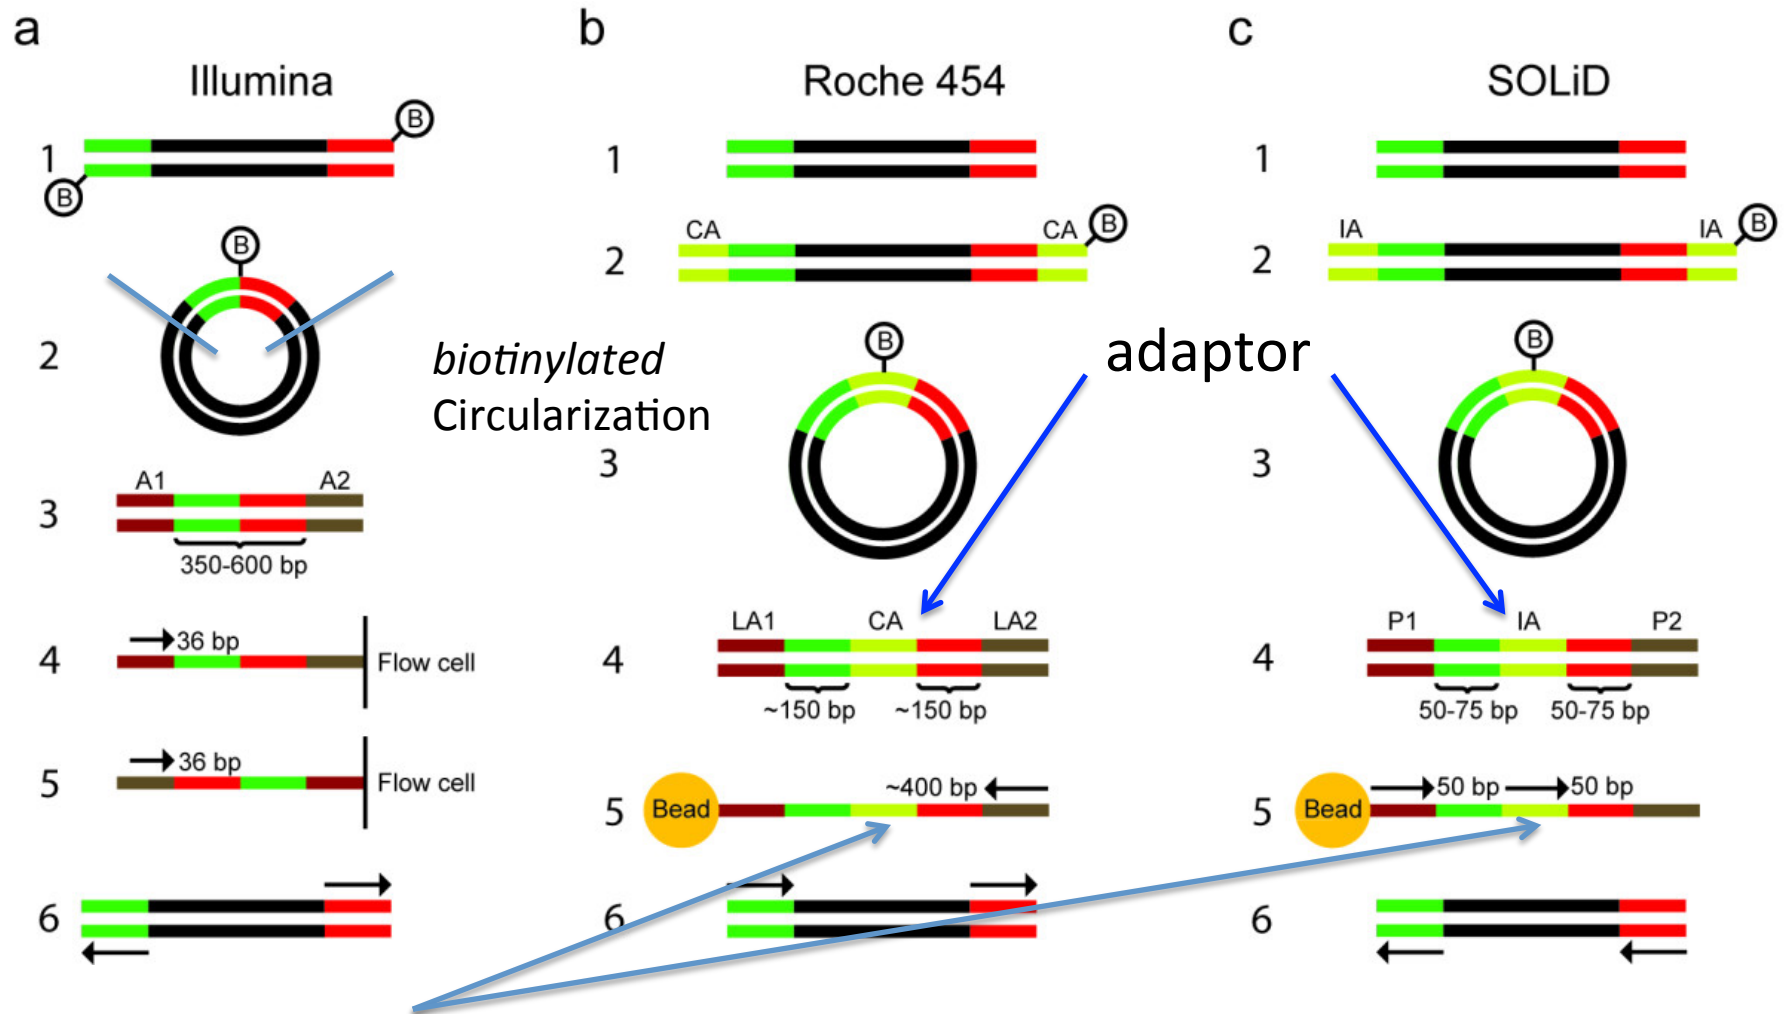 a
Illumina
1
B
B
2
B
3
A1
A2
350-600 bp
4
36 bp
Flow cell
5
36 bp
Flow cell
6
biotinylated
Circularization
b
Roche 454
1
2
CA
CA
B
3
B
4
LA1
CA
LA2
~150 bp
~150 bp
5
Bead
~400 bp
6
adaptor
c
SOLiD
1
2
IA
IA
B
3
B
4
P1
IA
P2
50-75 bp
50-75 bp
5
Bead
50 bp
50 bp
6